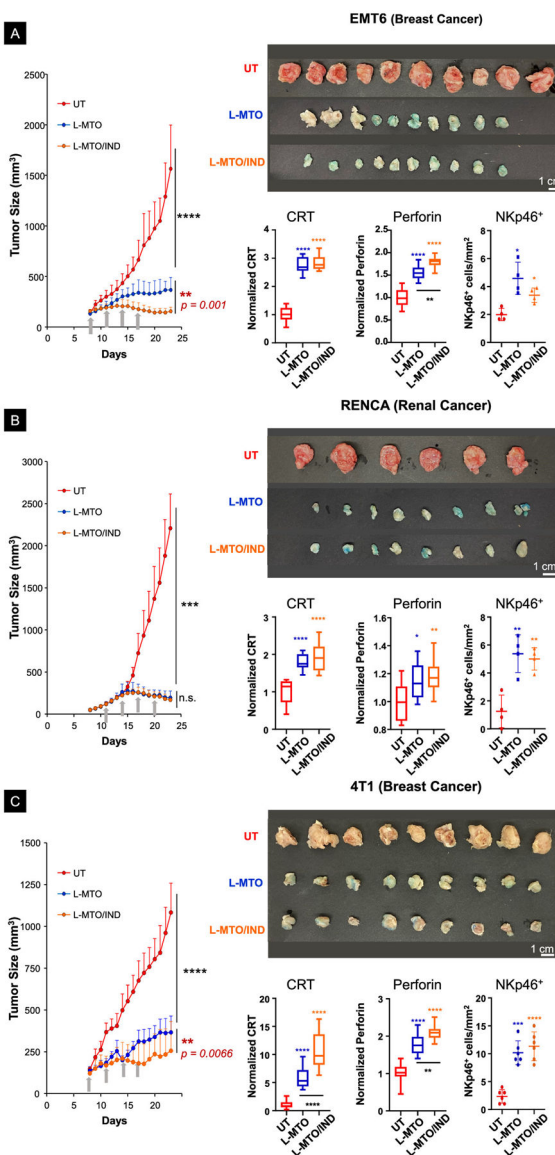 A
EMT6 (Breast Cancer)
UT
L-MTO
L-MTO/IND
1 cm
Tumor Size (mm³)
2500
2000
1500
1000
500
250
0
0 5 10 15 20 25
Days
UT
L-MTO
L-MTO/IND
****
**
p = 0.001
CRT
Normalized CRT
4
3
2
1
0
****
****
UT
L-MTO
L-MTO/IND
Perforin
Normalized Perforin
2.0
1.5
1.0
0.5
0.0
****
****
**
UT
L-MTO
L-MTO/IND
NKp46⁺
NKp46⁺ cells/mm²
8
6
4
2
0
*
*
UT
L-MTO
L-MTO/IND
B
RENCA (Renal Cancer)
UT
L-MTO
L-MTO/IND
1 cm
Tumor Size (mm³)
3000
2500
2000
1500
1000
500
250
0
0 5 10 15 20 25
Days
UT
L-MTO
L-MTO/IND
***
n.s.
CRT
Normalized CRT
3
2
1
0
****
****
UT
L-MTO
L-MTO/IND
Perforin
Normalized Perforin
1.6
1.4
1.2
1.0
0.8
*
**
UT
L-MTO
L-MTO/IND
NKp46⁺
NKp46⁺ cells/mm²
8
6
4
2
0
**
**
UT
L-MTO
L-MTO/IND
C
4T1 (Breast Cancer)
UT
L-MTO
L-MTO/IND
1 cm
Tumor Size (mm³)
1500
1250
1000
750
500
250
0
0 5 10 15 20
Days
UT
L-MTO
L-MTO/IND
****
**
p = 0.0066
CRT
Normalized CRT
20
15
10
5
0
****
****
****
UT
L-MTO
L-MTO/IND
Perforin
Normalized Perforin
4
3
2
1
0
****
****
**
UT
L-MTO
L-MTO/IND
NKp46⁺
NKp46⁺ cells/mm²
20
15
10
5
0
***
****
UT
L-MTO
L-MTO/IND